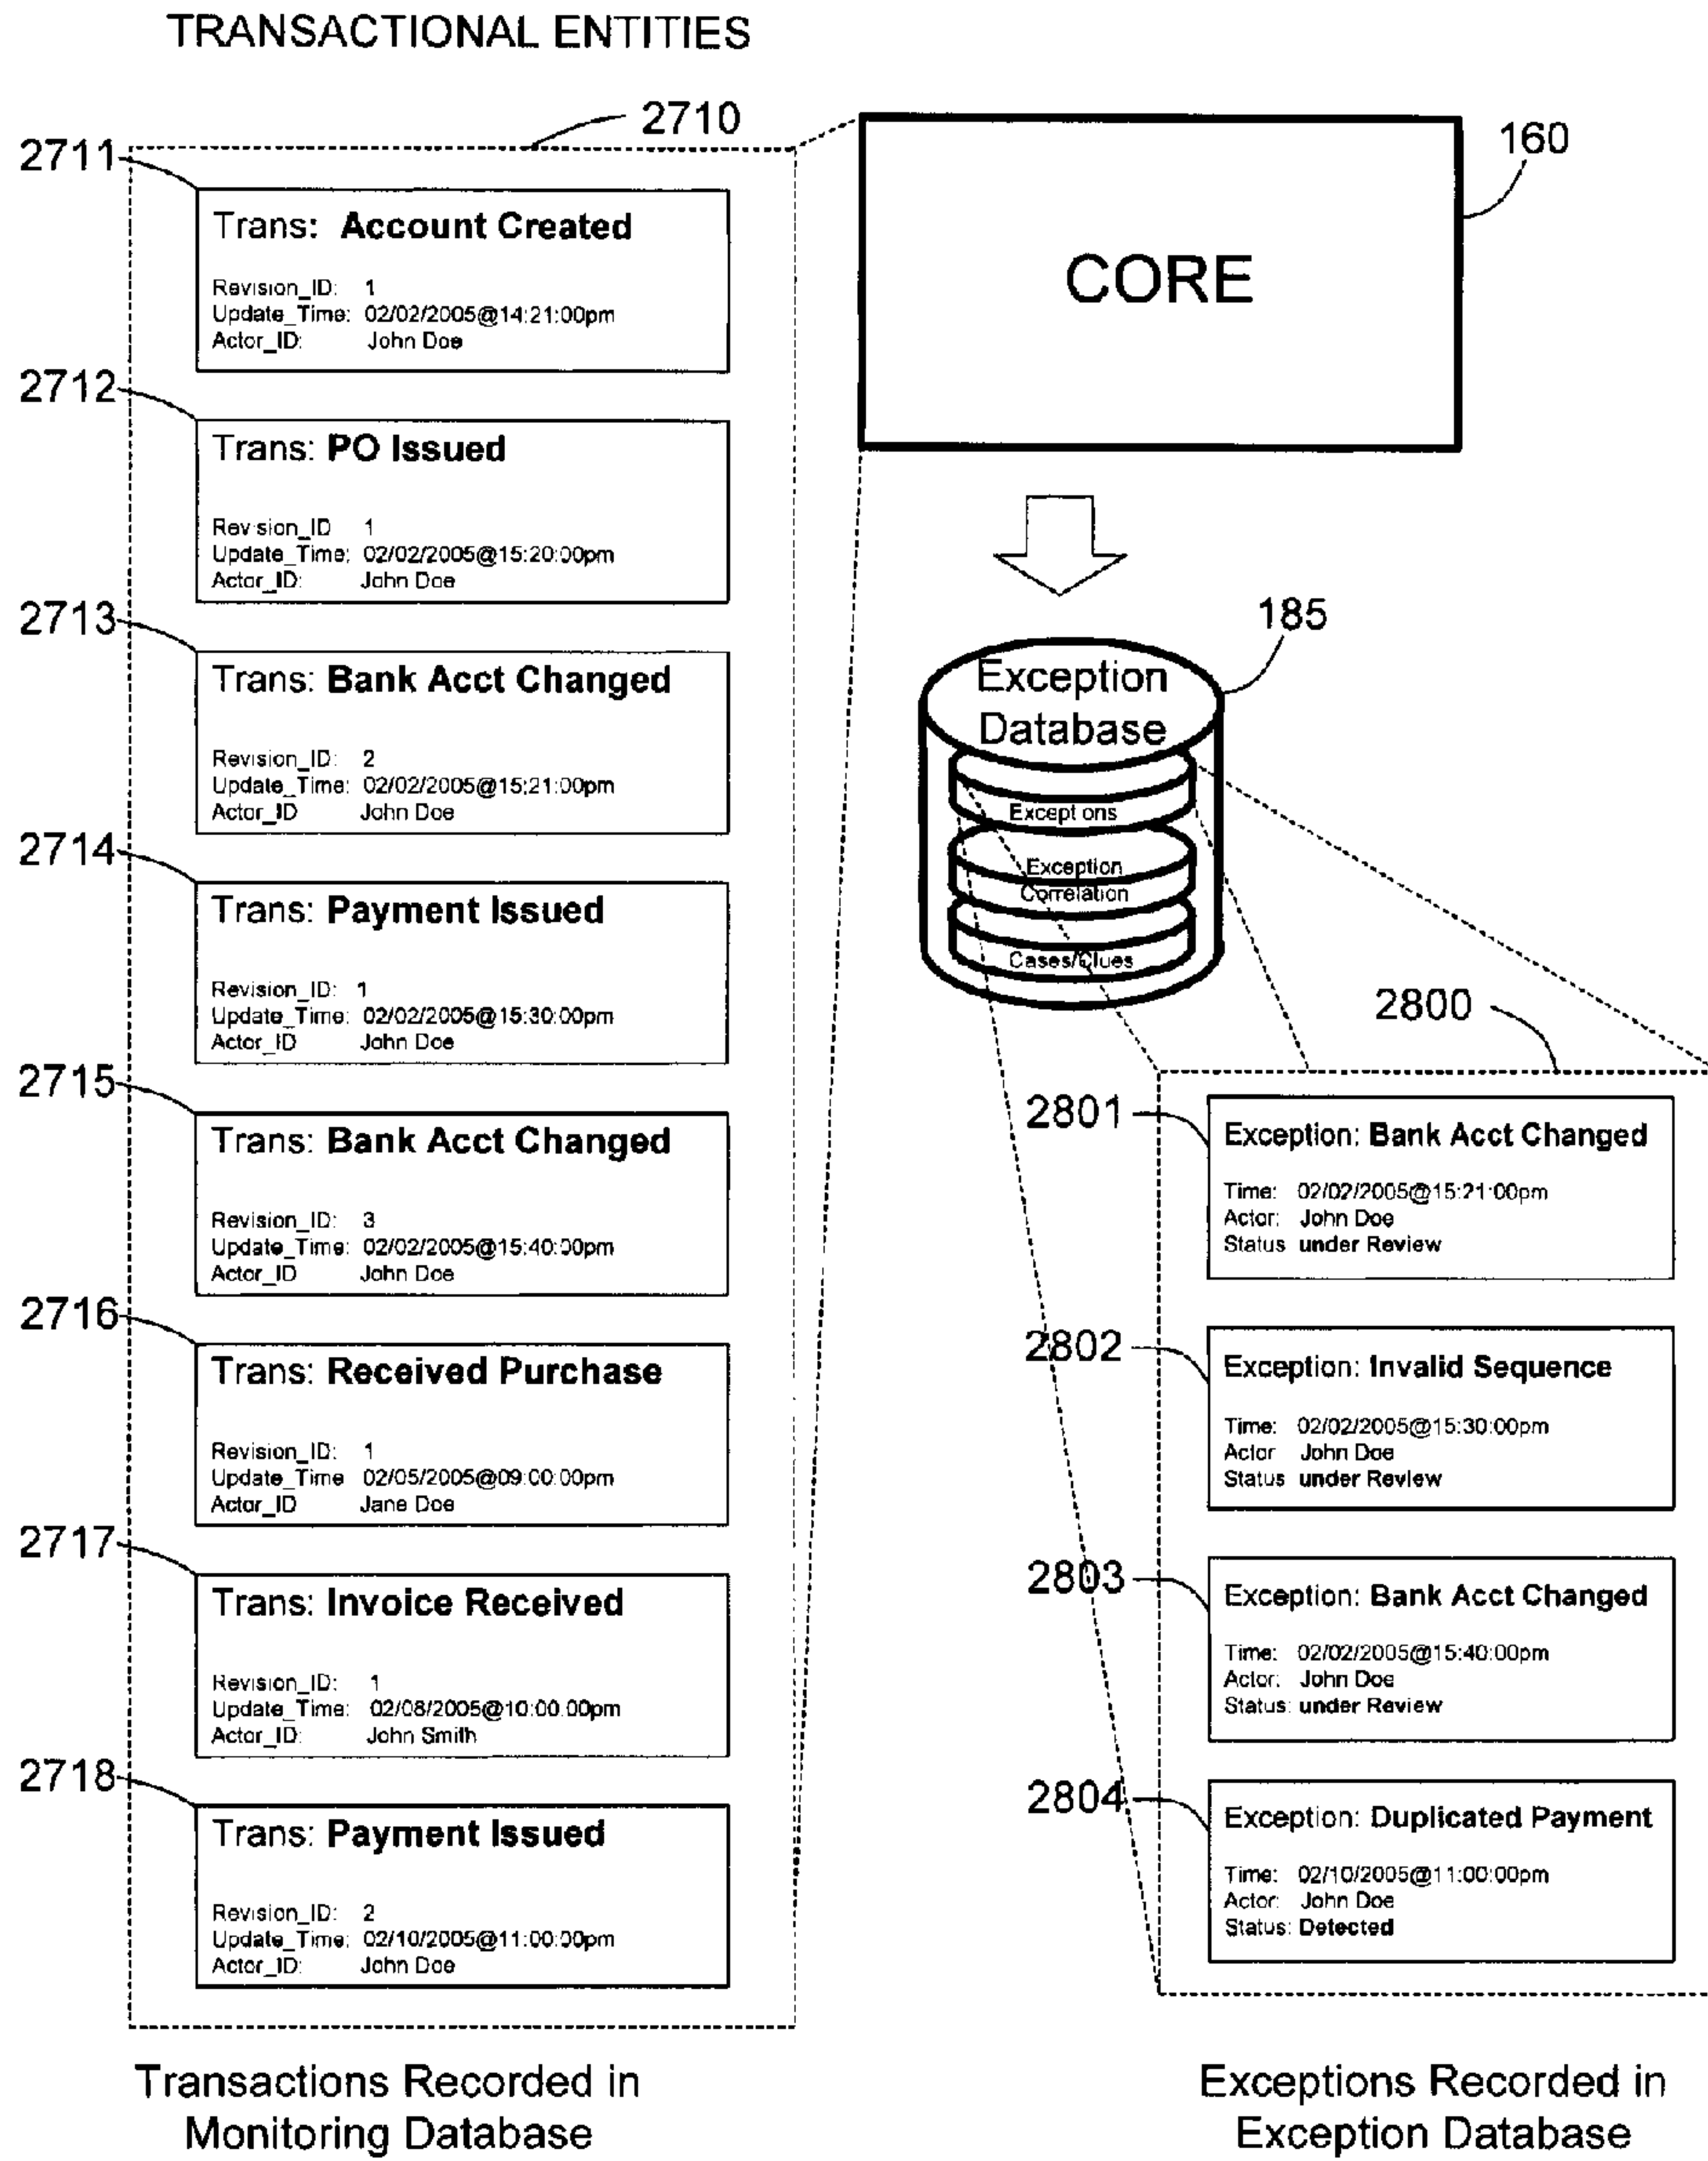 TRANSACTIONAL ENTITIES
2710
2711
Trans: Account Created
Revision_ID: 1
Update_Time: 02/02/2005@14:21:00pm
Actor_ID: John Doe
2712
Trans: PO Issued
Revision_ID 1
Update_Time: 02/02/2005@15:20:00pm
Actor_ID: John Doe
2713
Trans: Bank Acct Changed
Revision_ID: 2
Update_Time: 02/02/2005@15:21:00pm
Actor_ID John Doe
2714
Trans: Payment Issued
Revision_ID: 1
Update_Time: 02/02/2005@15:30:00pm
Actor_ID John Doe
2715
Trans: Bank Acct Changed
Revision_ID: 3
Update_Time: 02/02/2005@15:40:00pm
Actor_ID John Doe
2716
Trans: Received Purchase
Revision_ID: 1
Update_Time 02/05/2005@09:00:00pm
Actor_ID Jane Doe
2717
Trans: Invoice Received
Revision_ID: 1
Update_Time: 02/08/2005@10:00:00pm
Actor_ID: John Smith
2718
Trans: Payment Issued
Revision_ID: 2
Update_Time: 02/10/2005@11:00:00pm
Actor_ID: John Doe
Transactions Recorded in
Monitoring Database
160
CORE
185
Exception
Database
Exceptions
Exception
Correlation
Cases/Clues
2800
2801
Exception: Bank Acct Changed
Time: 02/02/2005@15:21:00pm
Actor: John Doe
Status under Review
2802
Exception: Invalid Sequence
Time: 02/02/2005@15:30:00pm
Actor John Doe
Status under Review
2803
Exception: Bank Acct Changed
Time: 02/02/2005@15:40:00pm
Actor: John Doe
Status: under Review
2804
Exception: Duplicated Payment
Time: 02/10/2005@11:00:00pm
Actor: John Doe
Status: Detected
Exceptions Recorded in
Exception Database